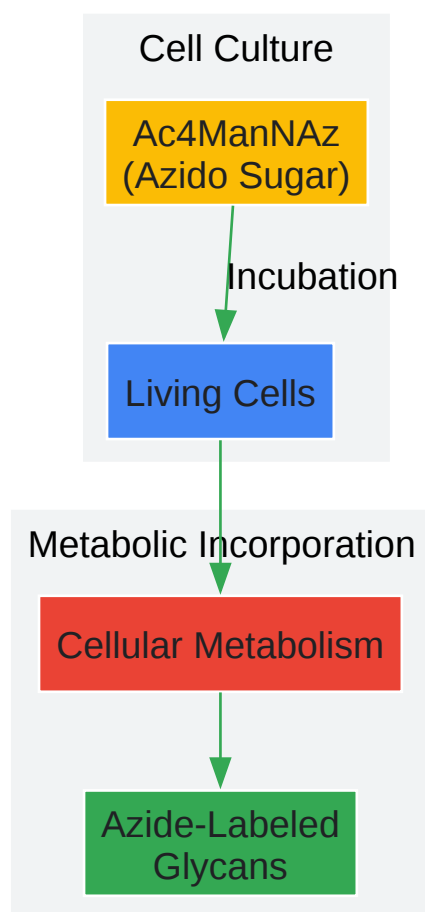 Cell Culture
Ac4ManNAz
(Azido Sugar)
Incubation
Living Cells
Metabolic Incorporation
Cellular Metabolism
Azide-Labeled
Glycans